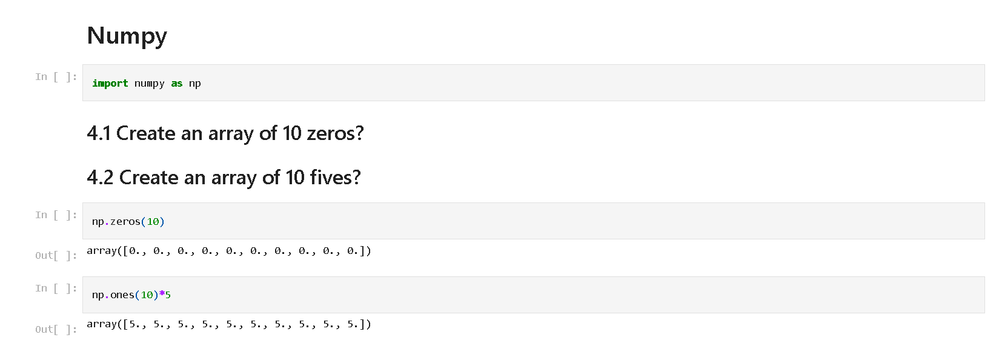 Numpy
In [ ]:
import numpy as np
4.1 Create an array of 10 zeros?
4.2 Create an array of 10 fives?
In [ ]:
np.zeros(10)
Out[ ]:
array([0., 0., 0., 0., 0., 0., 0., 0., 0., 0.])
In [ ]:
np.ones(10)*5
Out[ ]:
array([5., 5., 5., 5., 5., 5., 5., 5., 5., 5.])